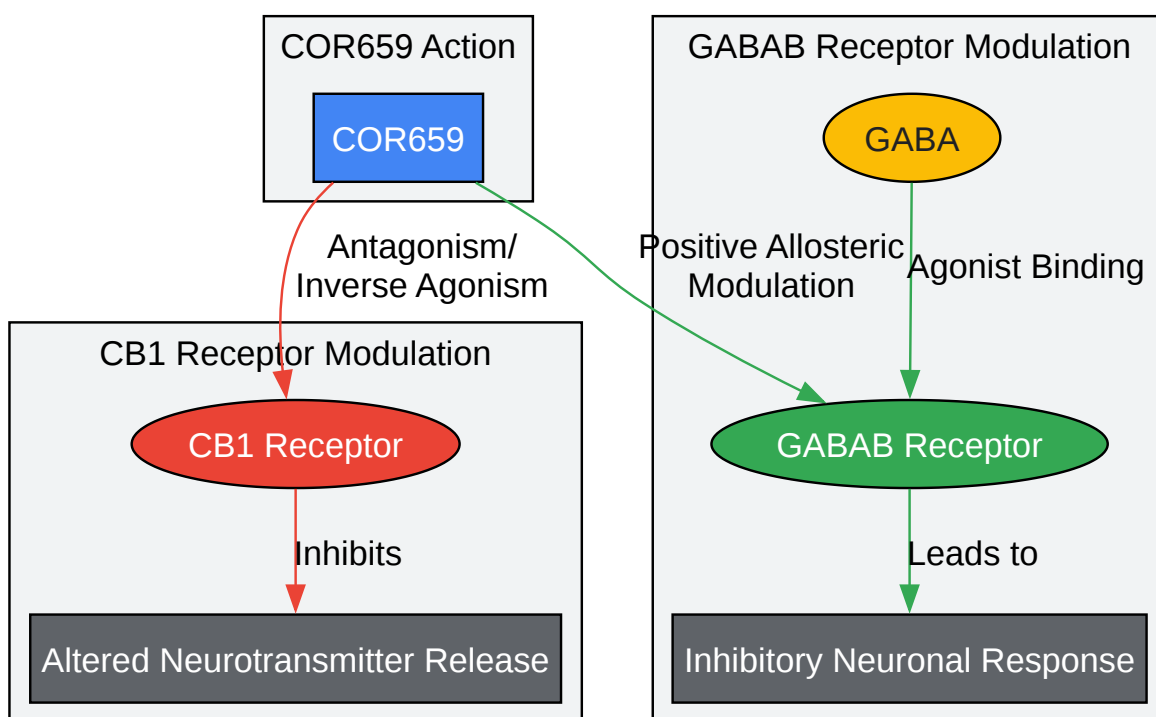 COR659 Action
GABAB Receptor Modulation
COR659
GABA
Antagonism/
Inverse Agonism
Positive Allosteric
Modulation
Agonist Binding
CB1 Receptor Modulation
CB1 Receptor
GABAB Receptor
Inhibits
Leads to
Altered Neurotransmitter Release
Inhibitory Neuronal Response